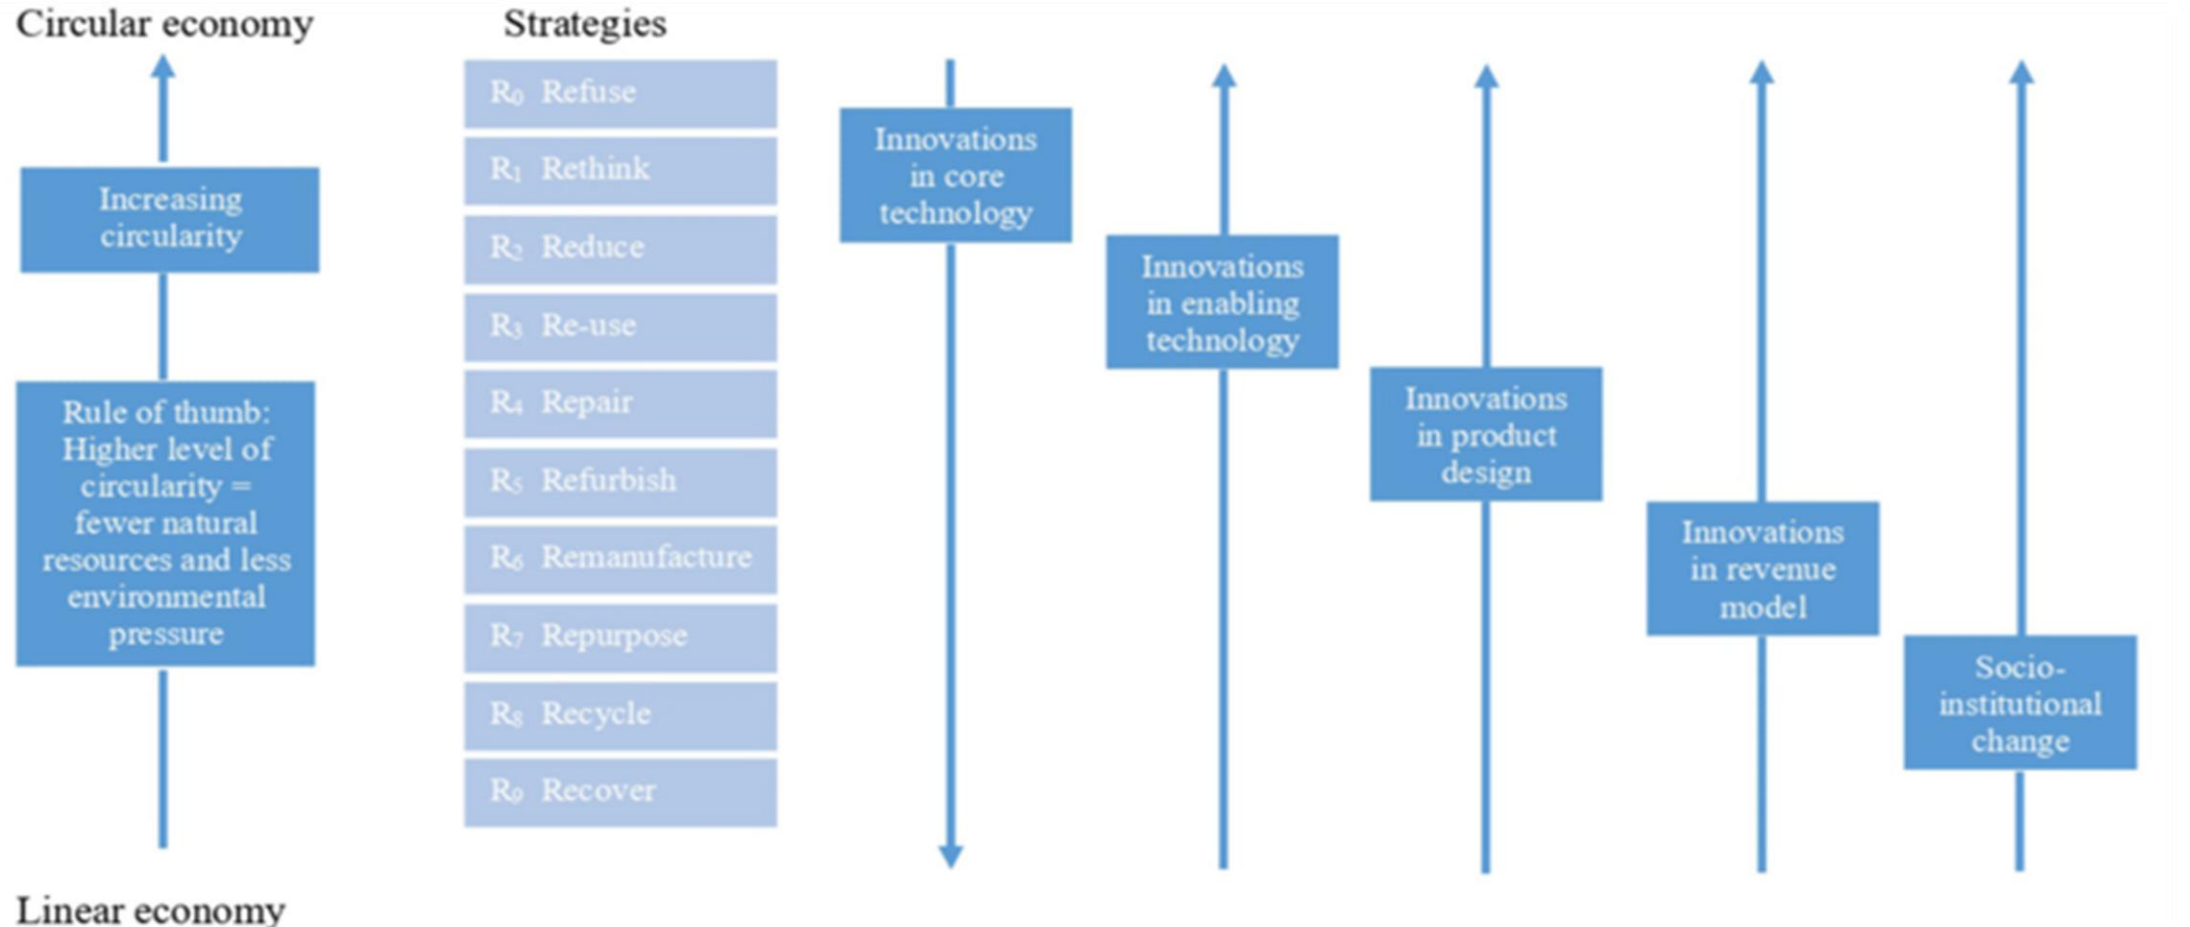 Circular economy
Increasing
circularity
Rule of thumb:
Higher level of
circularity =
fewer natural
resources and less
environmental
pressure
Linear economy
Strategies
R0 Refuse
R1 Rethink
R2 Reduce
R3 Re-use
R4 Repair
R5 Refurbish
R6 Remanufacture
R7 Repurpose
R8 Recycle
R9 Recover
Innovations
in core
technology
Innovations
in enabling
technology
Innovations
in product
design
Innovations
in revenue
model
Socio-
institutional
change